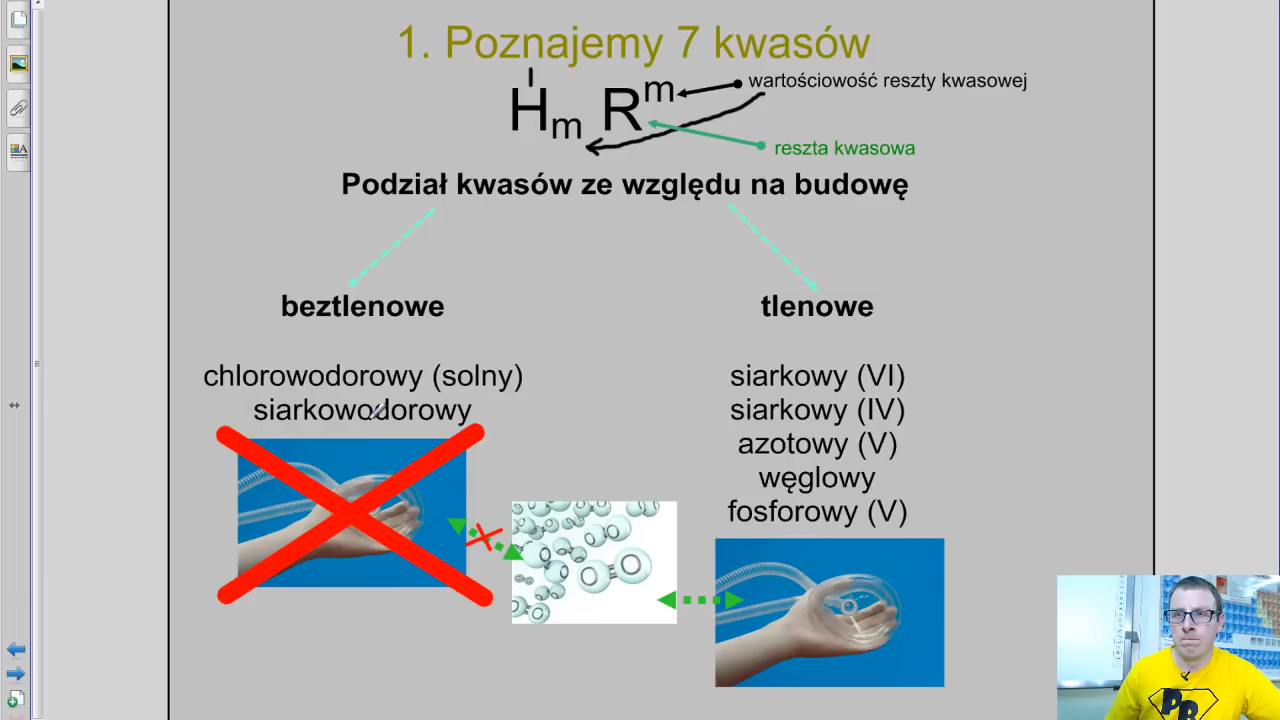 1. Poznajemy 7 kwasów
I
H m R m
wartościowość reszty kwasowej
reszta kwasowa
Podział kwasów ze względu na budowę
beztlenowe
tlenowe
chlorowodorowy (solny)
siarkowodorowy
siarkowy (VI)
siarkowy (IV)
azotowy (V)
węglowy
fosforowy (V)